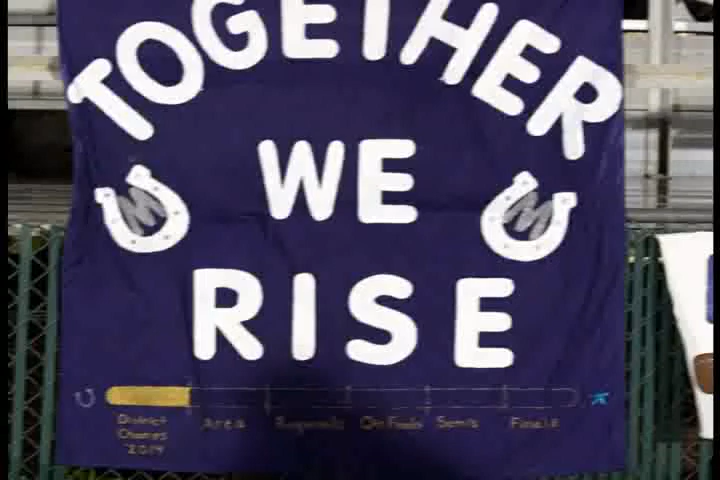 TOGETHER
WE
M M
RISE
District Area Regionals Qtr Finals Semis Finals
Champs
"2019